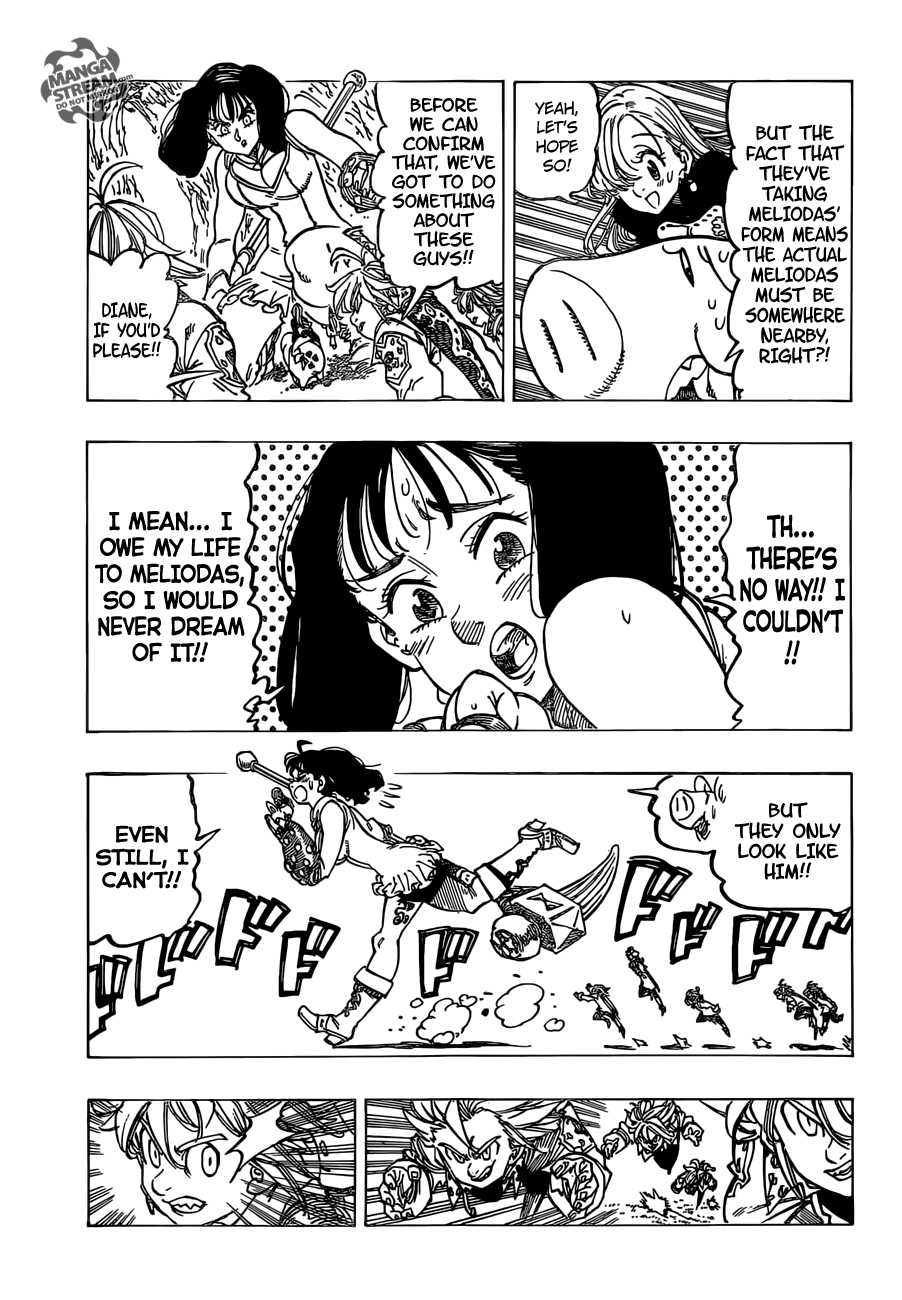 MANGA
STREAM
.com
BUT THE
FACT THAT
THEY'VE
TAKING
MELIODAS'
FORM MEANS
THE ACTUAL
MELIODAS
MUST BE
SOMEWHERE
NEARBY,
RIGHT?!
YEAH,
LET'S
HOPE
SO!
BEFORE
WE CAN
CONFIRM
THAT, WE'VE
GOT TO DO
SOMETHING
ABOUT
THESE
GUYS!!
DIANE,
IF YOU'D
PLEASE!!
TH...
THERE'S
NO WAY!! I
COULDN'T
!!
I MEAN... I
OWE MY LIFE
TO MELIODAS,
SO I WOULD
NEVER DREAM
OF IT!!
BUT
THEY ONLY
LOOK LIKE
HIM!!
EVEN
STILL, I
CAN'T!!
ドドドドドドドドド